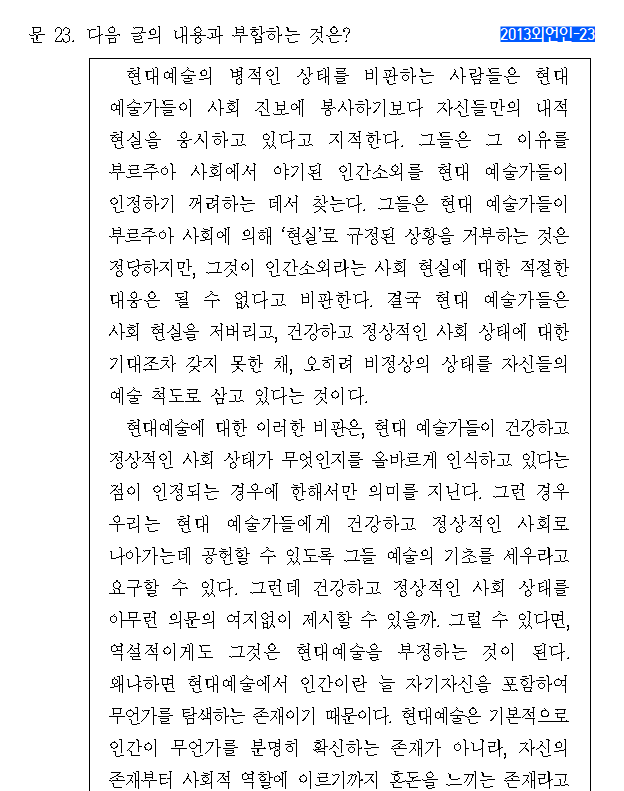 문 23. 다음 글의 내용과 부합하는 것은?
2013외언인-23
현대예술의 병적인 상태를 비판하는 사람들은 현대
예술가들이 사회 진보에 봉사하기보다 자신들만의 내적
현실을 응시하고 있다고 지적한다. 그들은 그 이유를
부르주아 사회에서 야기된 인간소외를 현대 예술가들이
인정하기 꺼려하는 데서 찾는다. 그들은 현대 예술가들이
부르주아 사회에 의해 ‘현실’로 규정된 상황을 거부하는 것은
정당하지만, 그것이 인간소외라는 사회 현실에 대한 적절한
대응은 될 수 없다고 비판한다. 결국 현대 예술가들은
사회 현실을 저버리고, 건강하고 정상적인 사회 상태에 대한
기대조차 갖지 못한 채, 오히려 비정상의 상태를 자신들의
예술 척도로 삼고 있다는 것이다.
현대예술에 대한 이러한 비판은, 현대 예술가들이 건강하고
정상적인 사회 상태가 무엇인지를 올바르게 인식하고 있다는
점이 인정되는 경우에 한해서만 의미를 지닌다. 그런 경우
우리는 현대 예술가들에게 건강하고 정상적인 사회로
나아가는데 공헌할 수 있도록 그들 예술의 기초를 세우라고
요구할 수 있다. 그런데 건강하고 정상적인 사회 상태를
아무런 의문의 여지없이 제시할 수 있을까. 그럴 수 있다면,
역설적이게도 그것은 현대예술을 부정하는 것이 된다.
왜냐하면 현대예술에서 인간이란 늘 자기자신을 포함하여
무언가를 탐색하는 존재이기 때문이다. 현대예술은 기본적으로
인간이 무언가를 분명히 확신하는 존재가 아니라, 자신의
존재부터 사회적 역할에 이르기까지 혼돈을 느끼는 존재라고